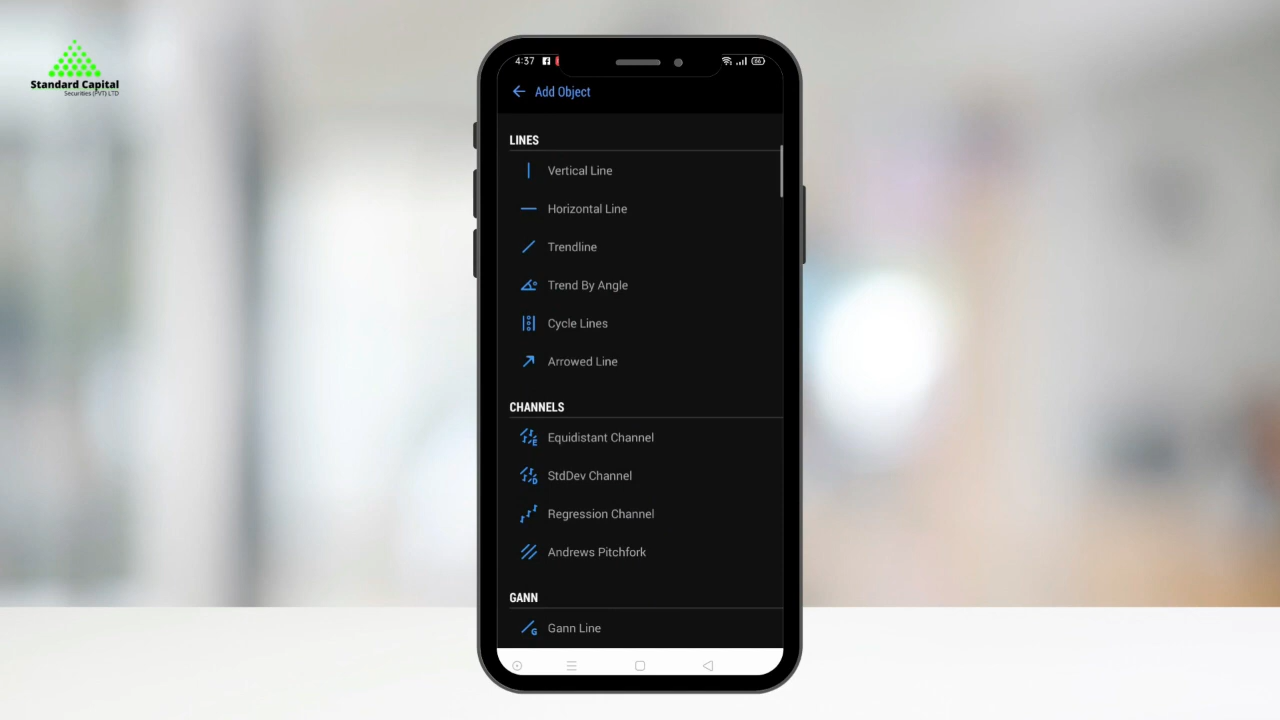 Standard Capital
Securities (PVT) LTD
4:37
66
Add Object
LINES
Vertical Line
Horizontal Line
Trendline
Trend By Angle
Cycle Lines
Arrowed Line
CHANNELS
Equidistant Channel
StdDev Channel
Regression Channel
Andrews Pitchfork
GANN
Gann Line